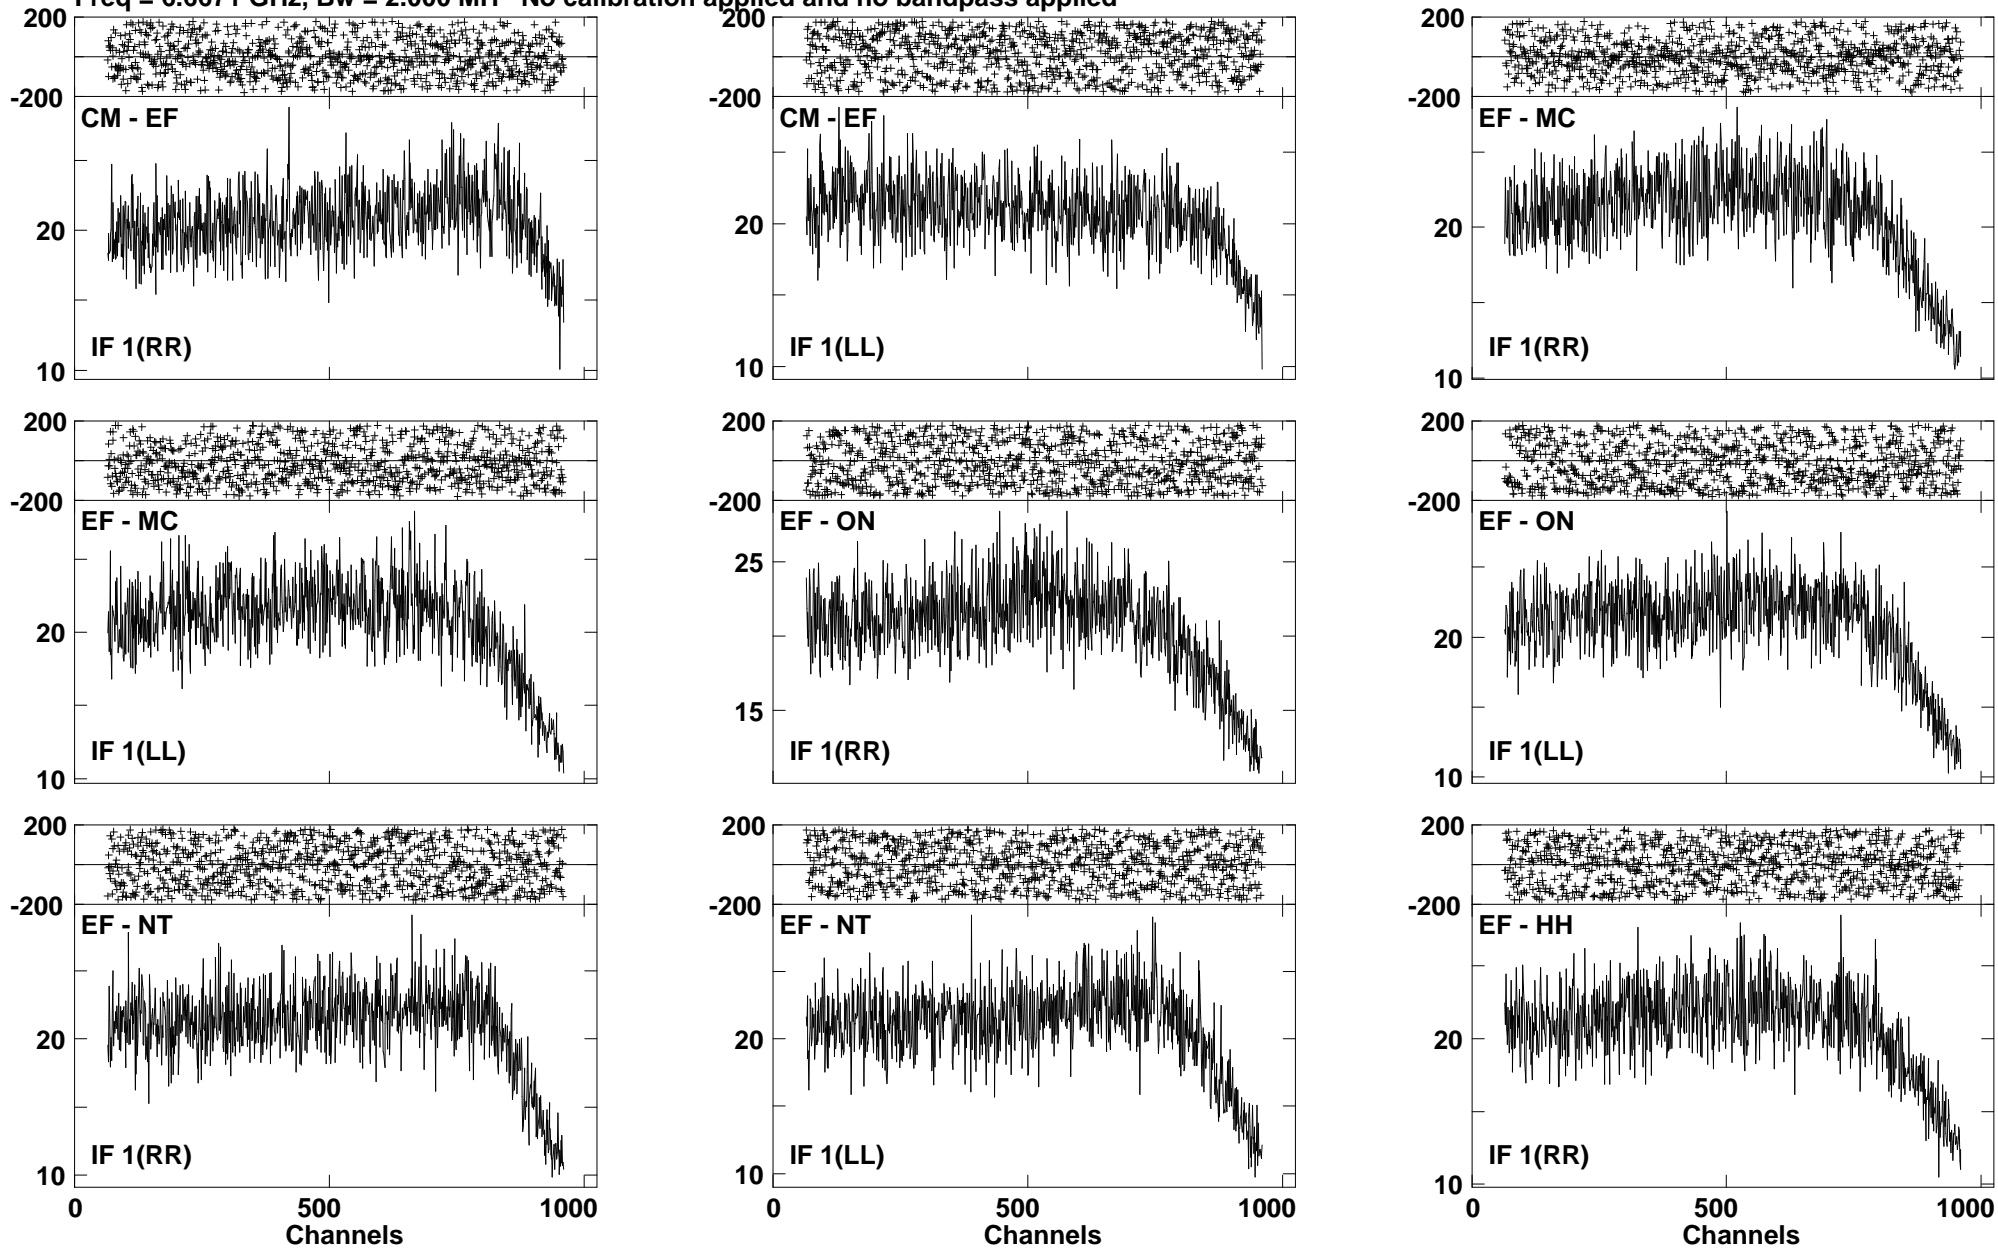 Freq = 6.6671 GHz, Bw = 2.000 MH No calibration applied and no bandpass applied
200 200 200
-200 -200 -200
CM - EF CM - EF EF - MC
20 20 20
IF 1(RR) IF 1(LL) IF 1(RR)
10 10 10
200 200 200
-200 -200 -200
EF - MC EF - ON EF - ON
25
20 20
15
IF 1(LL) IF 1(RR) IF 1(LL)
10 10
200 200 200
-200 -200 -200
EF - NT EF - NT EF - HH
20 20 20
IF 1(RR) IF 1(LL) IF 1(RR)
10 10 10
0 500 1000 0 500 1000 0 500 1000
Channels Channels Channels